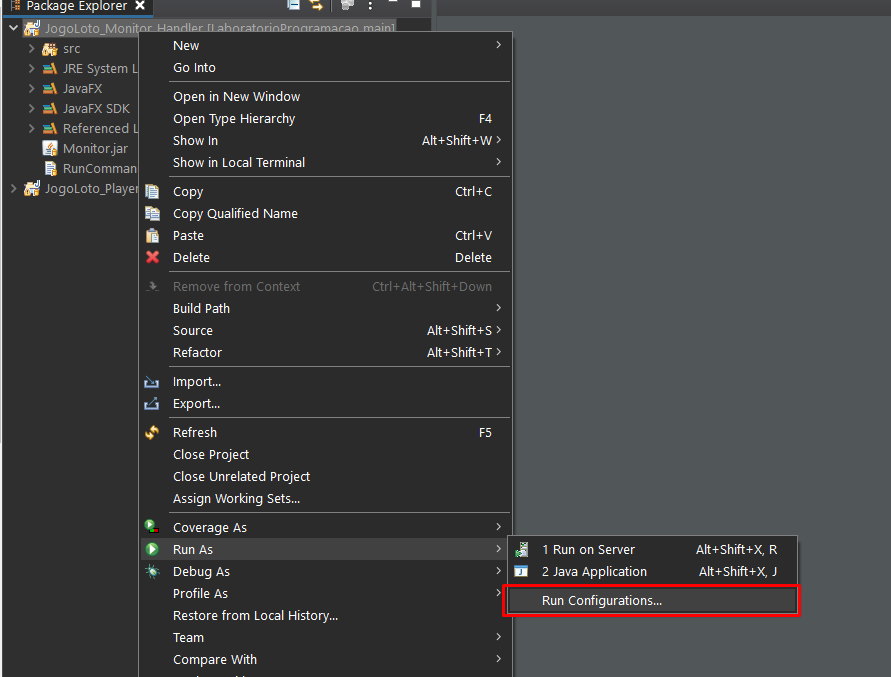 Package Explorer
JogoLoto_Monitor_Handler [LaboratorioProgramacao main]
src
JRE System L
JavaFX
JavaFX SDK
Referenced L
Monitor.jar
RunComman
JogoLoto_Player
New
Go Into
Open in New Window
Open Type Hierarchy F4
Show In Alt+Shift+W
Show in Local Terminal
Copy Ctrl+C
Copy Qualified Name
Paste Ctrl+V
Delete Delete
Remove from Context Ctrl+Alt+Shift+Down
Build Path
Source Alt+Shift+S
Refactor Alt+Shift+T
Import...
Export...
Refresh F5
Close Project
Close Unrelated Project
Assign Working Sets...
Coverage As
Run As
Debug As
Profile As
Restore from Local History...
Team
Compare With
1 Run on Server Alt+Shift+X, R
2 Java Application Alt+Shift+X, J
Run Configurations...